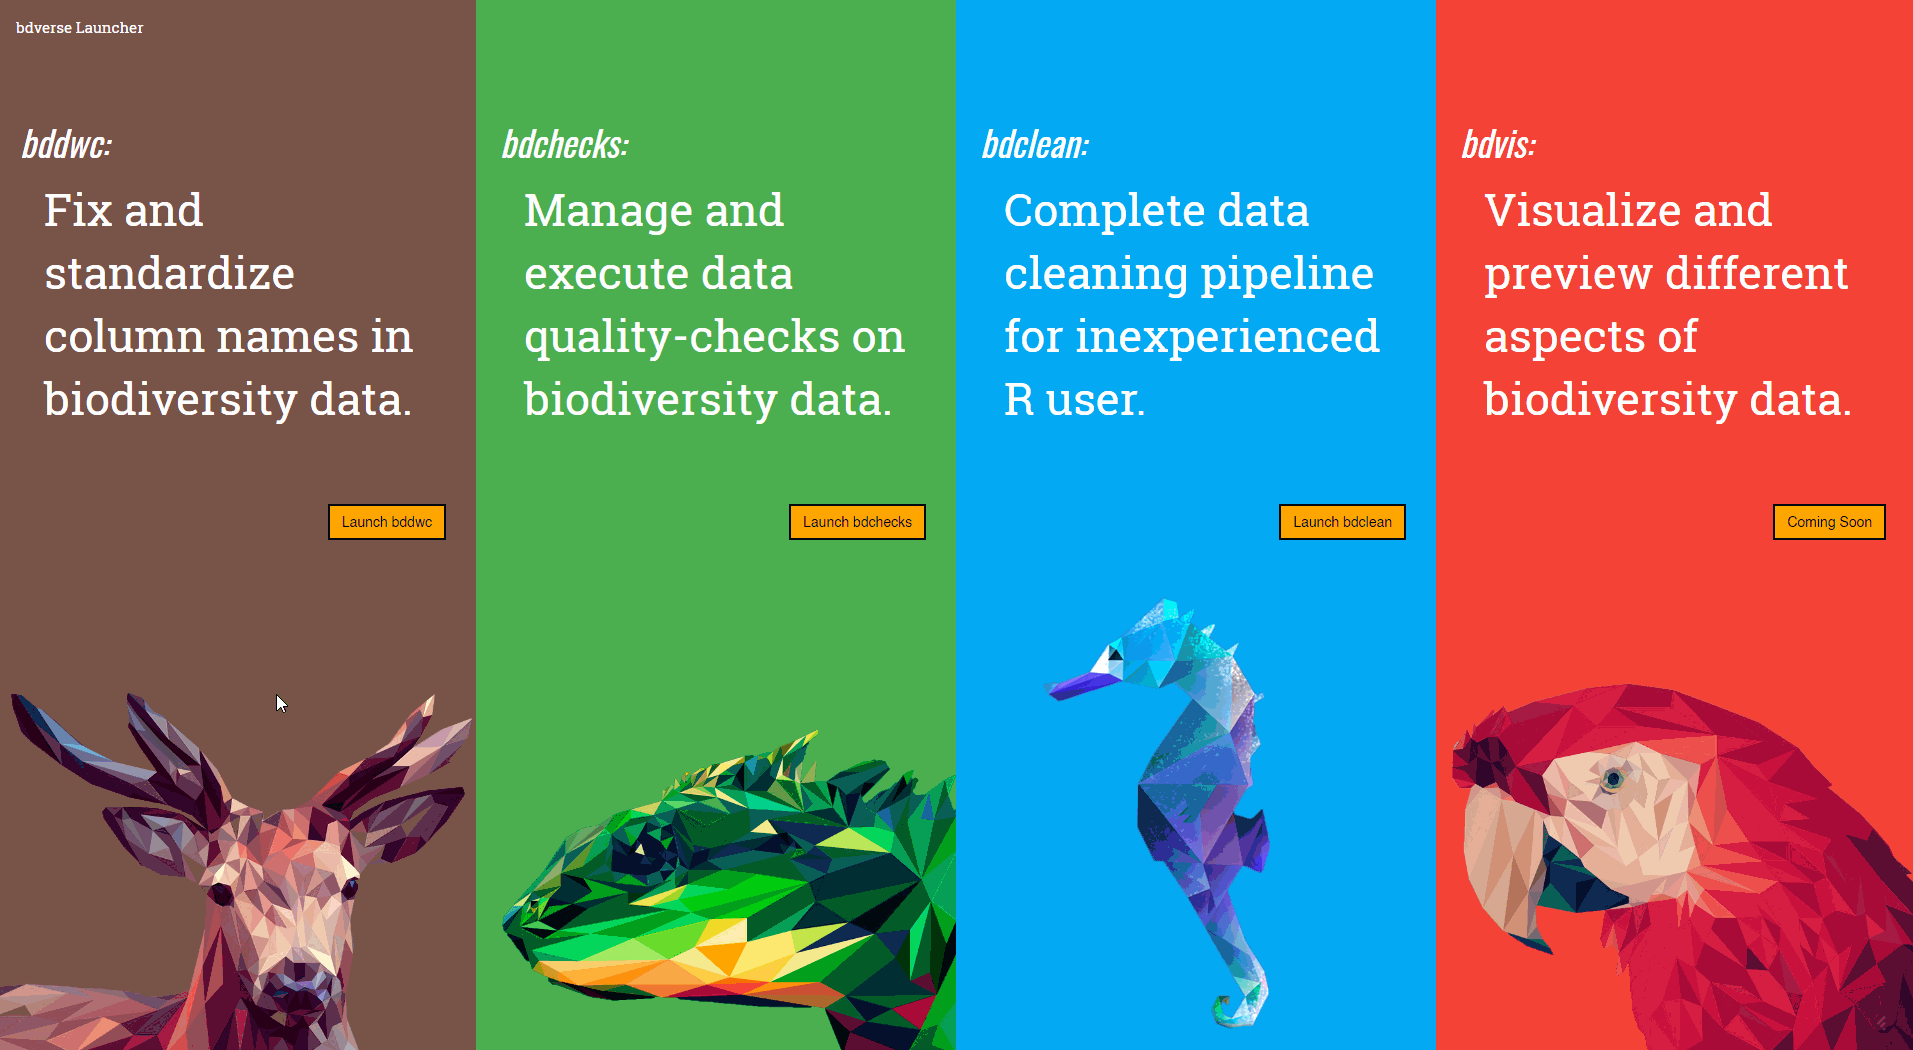 bdverse Launcher
bddwc:
Fix and
standardize
column names in
biodiversity data.
Launch bddwc
bdchecks:
Manage and
execute data
quality-checks on
biodiversity data.
Launch bdchecks
bdclean:
Complete data
cleaning pipeline
for inexperienced
R user.
Launch bdclean
bdvis:
Visualize and
preview different
aspects of
biodiversity data.
Coming Soon